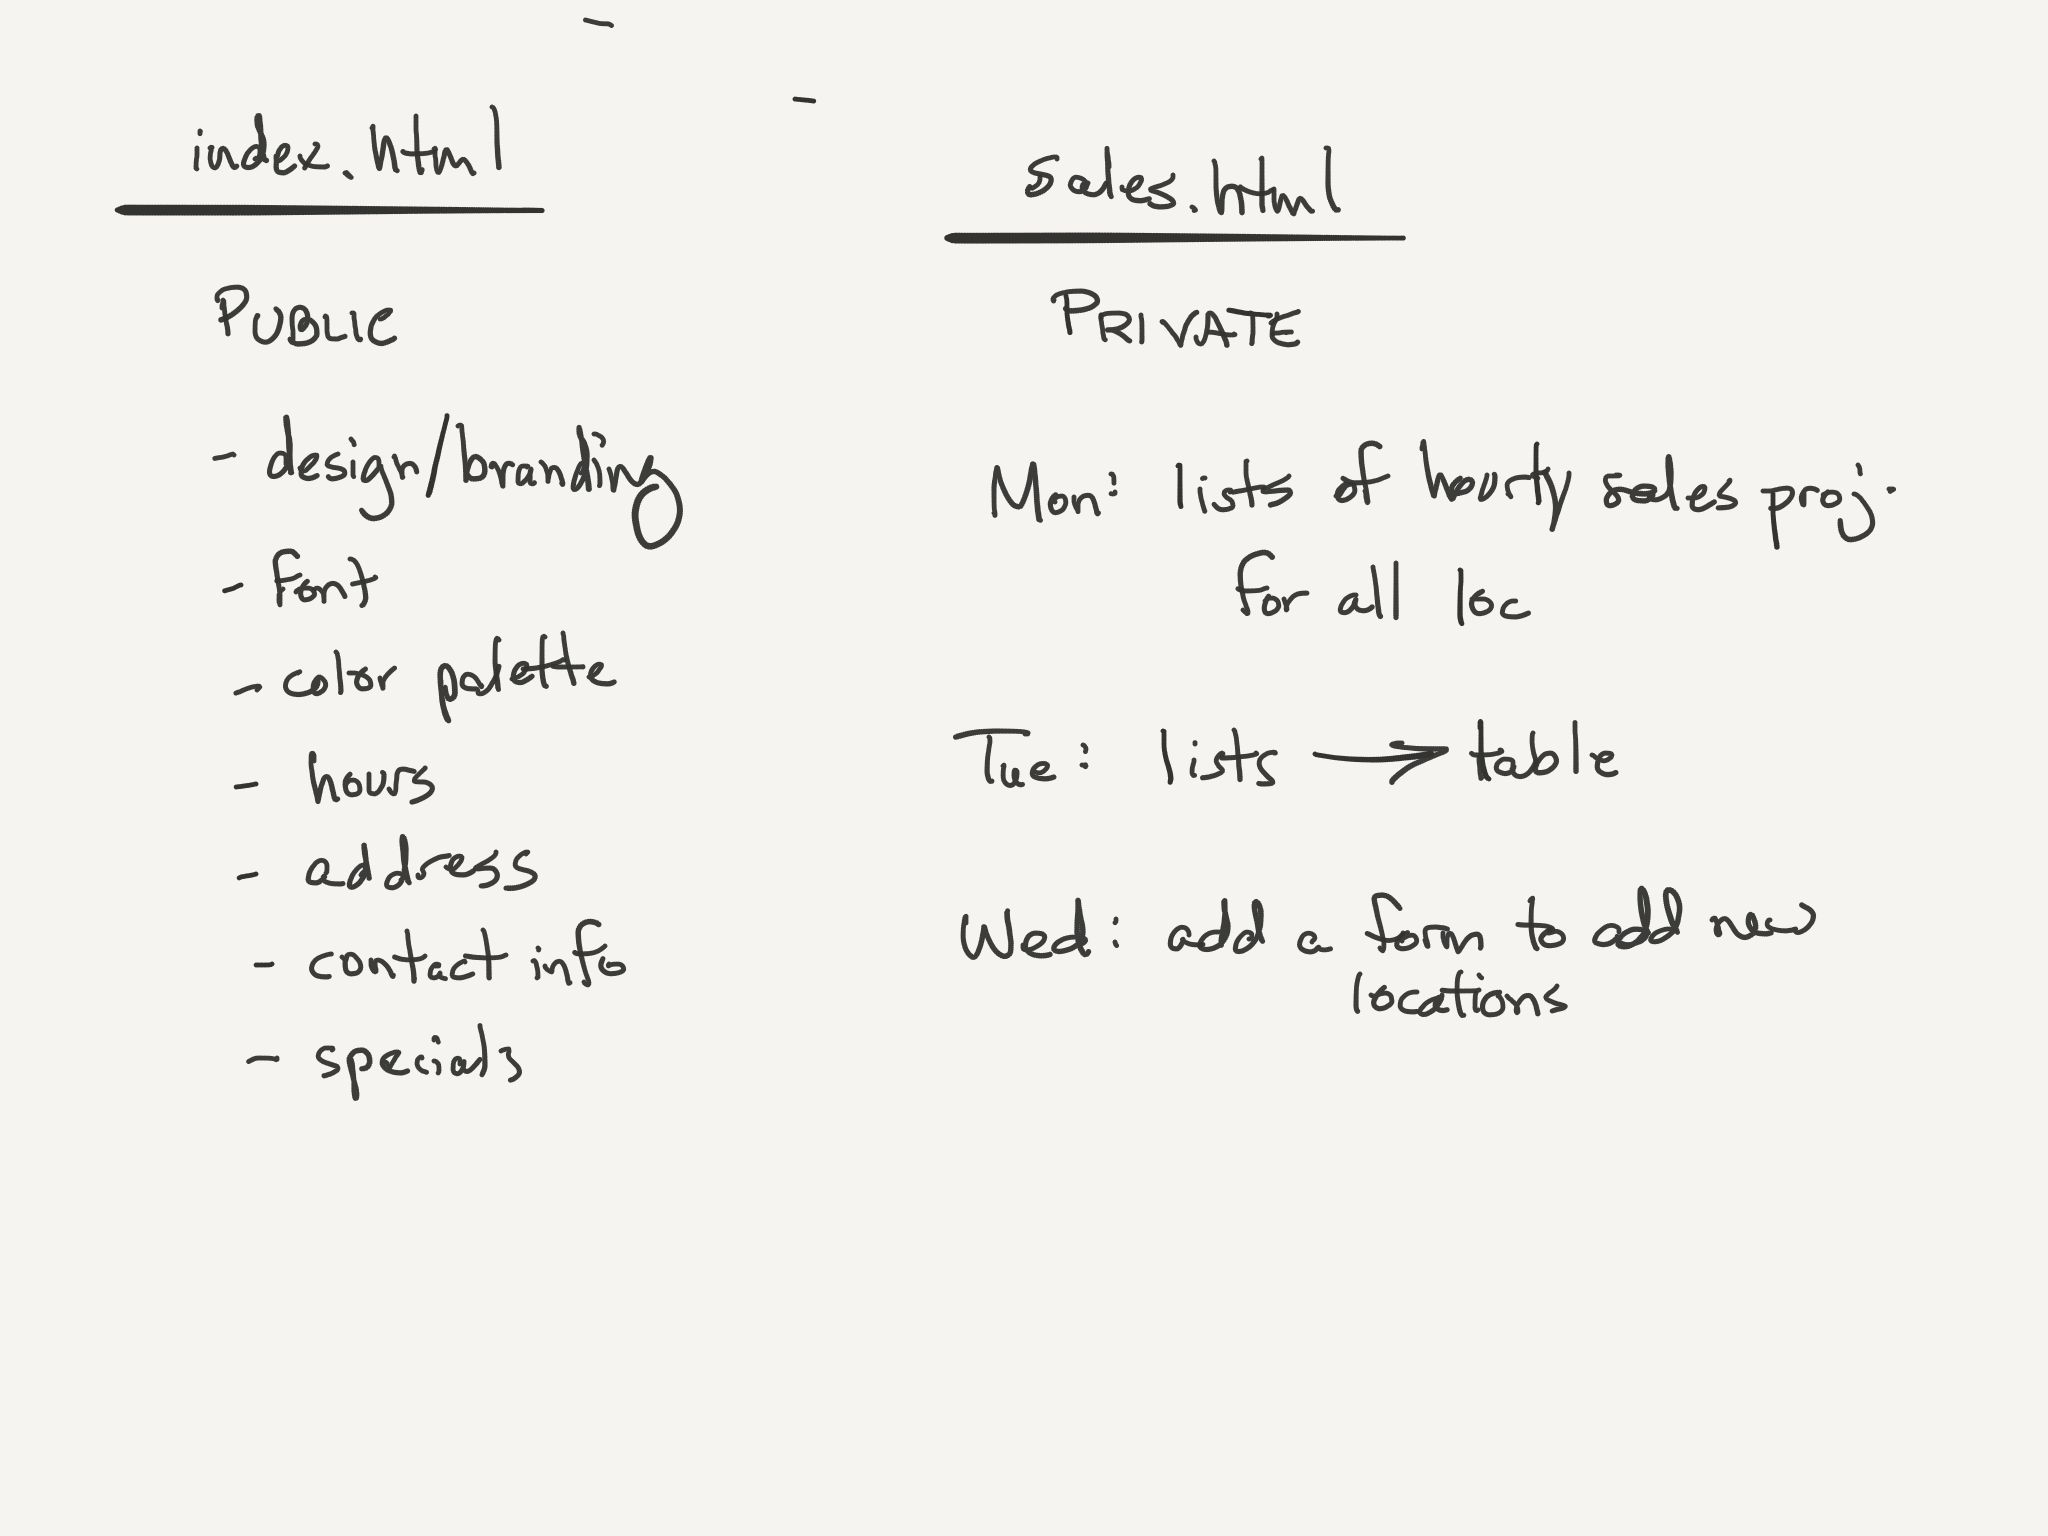 index.html
PUBLIC
- design/branding
- font
- color palette
- hours
- address
- contact info
- specials
sales.html
PRIVATE
Mon: lists of hourly sales proj.
for all loc
Tue: lists → table
Wed: add a form to add new
locations